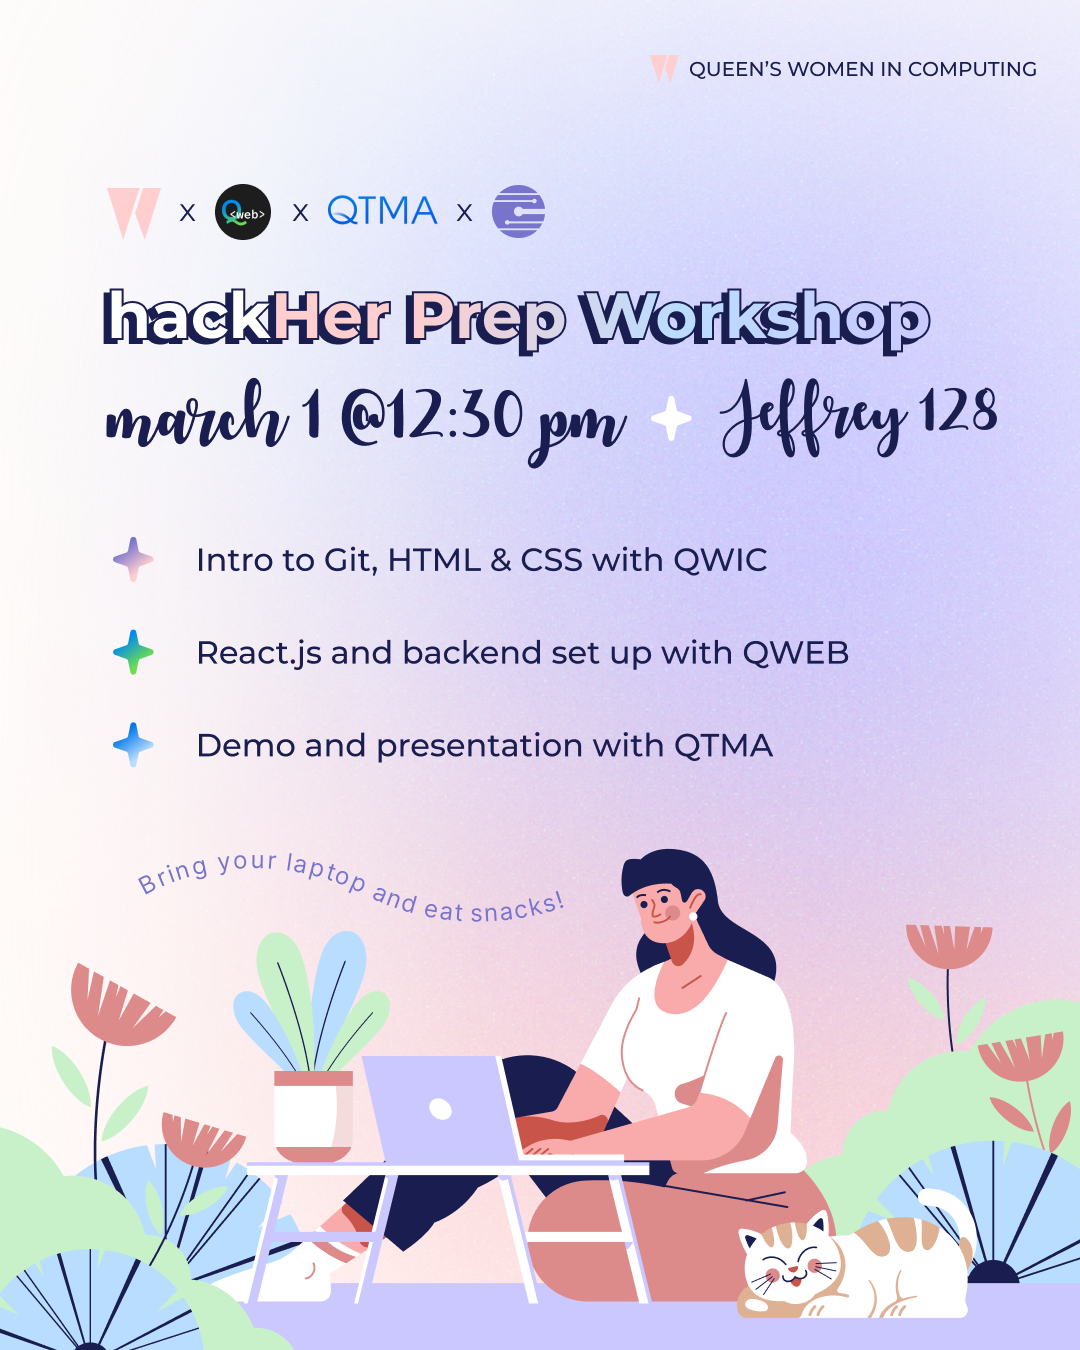 QUEEN'S WOMEN IN COMPUTING
x Q<web> x QTMA x
hackHer Prep Workshop
march 1 @12:30 pm Jeffrey 128
Intro to Git, HTML & CSS with QWIC
React.js and backend set up with QWEB
Demo and presentation with QTMA
Bring your laptop and eat snacks!